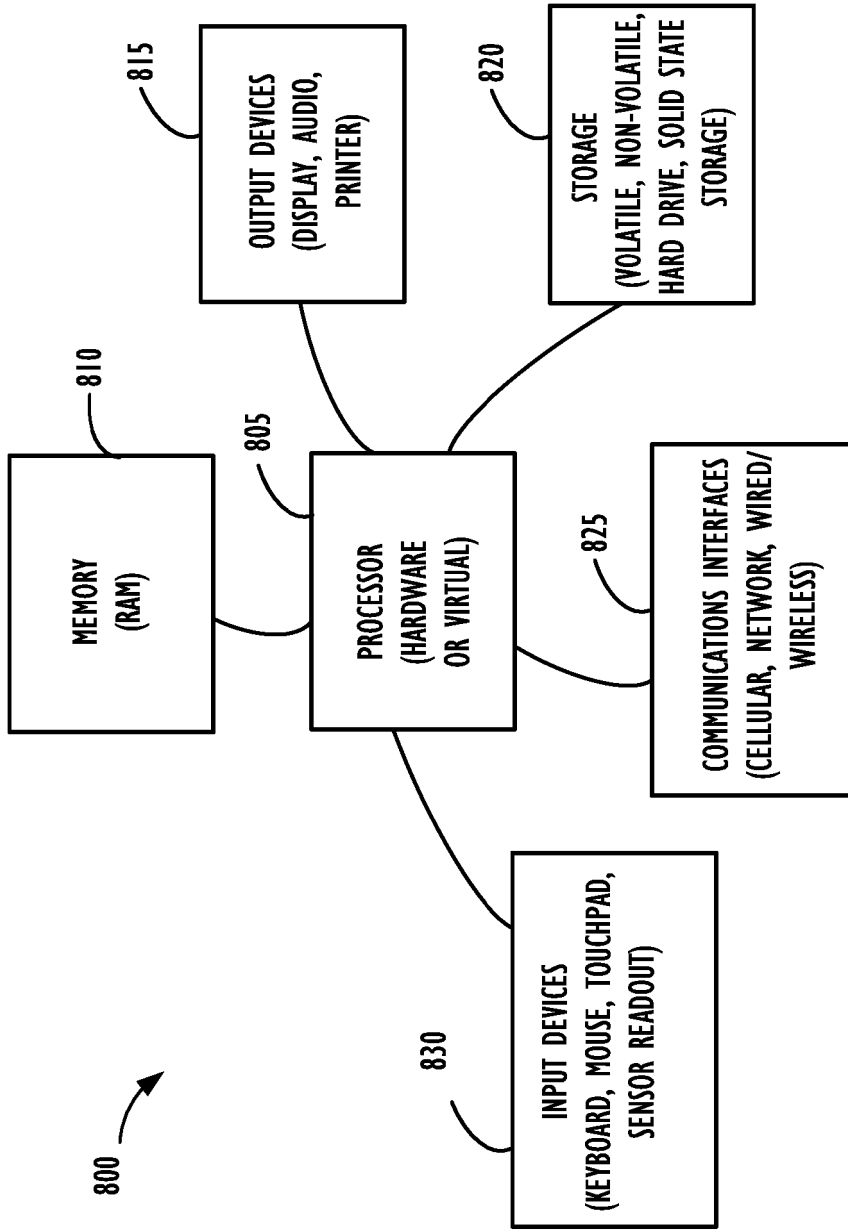 800
830
INPUT DEVICES
(KEYBOARD, MOUSE, TOUCHPAD,
SENSOR READOUT)
MEMORY
(RAM)
810
805
PROCESSOR
(HARDWARE
OR VIRTUAL)
825
COMMUNICATIONS INTERFACES
(CELLULAR, NETWORK, WIRED/
WIRELESS)
815
OUTPUT DEVICES
(DISPLAY, AUDIO,
PRINTER)
820
STORAGE
(VOLATILE, NON-VOLATILE,
HARD DRIVE, SOLID STATE
STORAGE)